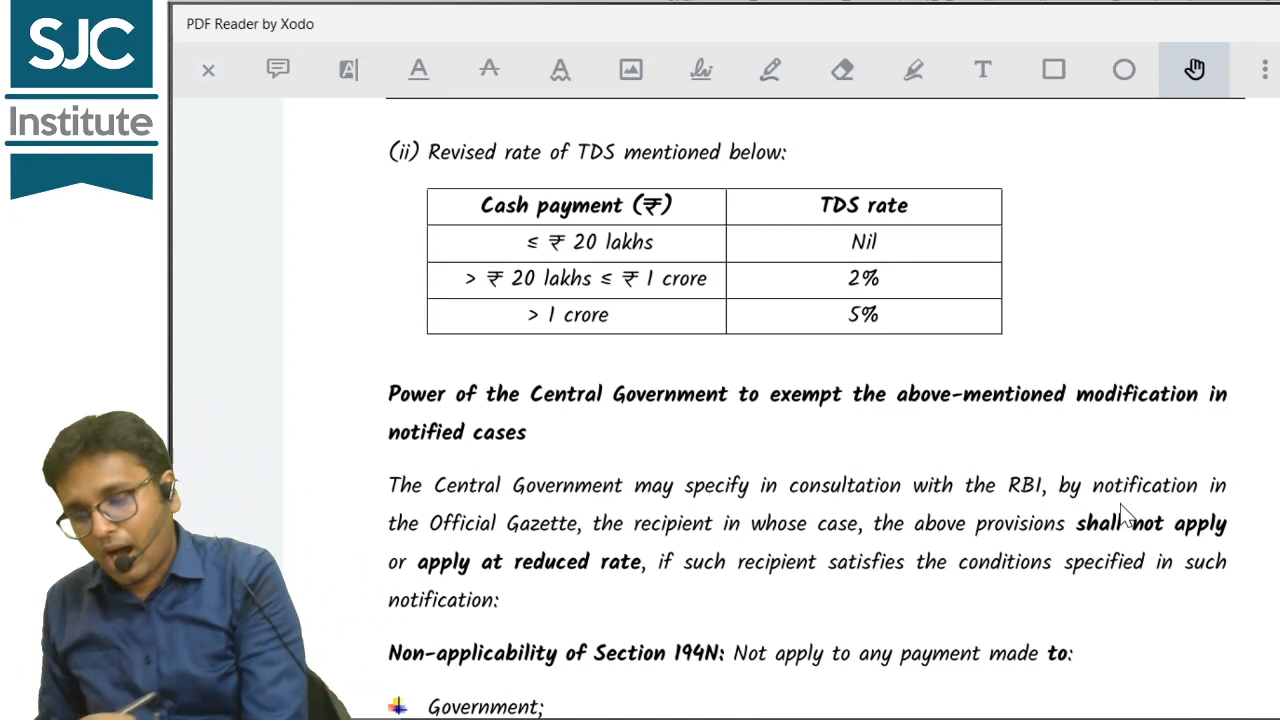 SJC
Institute
PDF Reader by Xodo
(ii) Revised rate of TDS mentioned below:
Cash payment (₹) TDS rate
≤ ₹ 20 lakhs Nil
> ₹ 20 lakhs ≤ ₹ 1 crore 2%
> 1 crore 5%
Power of the Central Government to exempt the above-mentioned modification in
notified cases
The Central Government may specify in consultation with the RBI, by notification in
the Official Gazette, the recipient in whose case, the above provisions shall not apply
or apply at reduced rate, if such recipient satisfies the conditions specified in such
notification:
Non-applicability of Section 194N: Not apply to any payment made to:
Government;